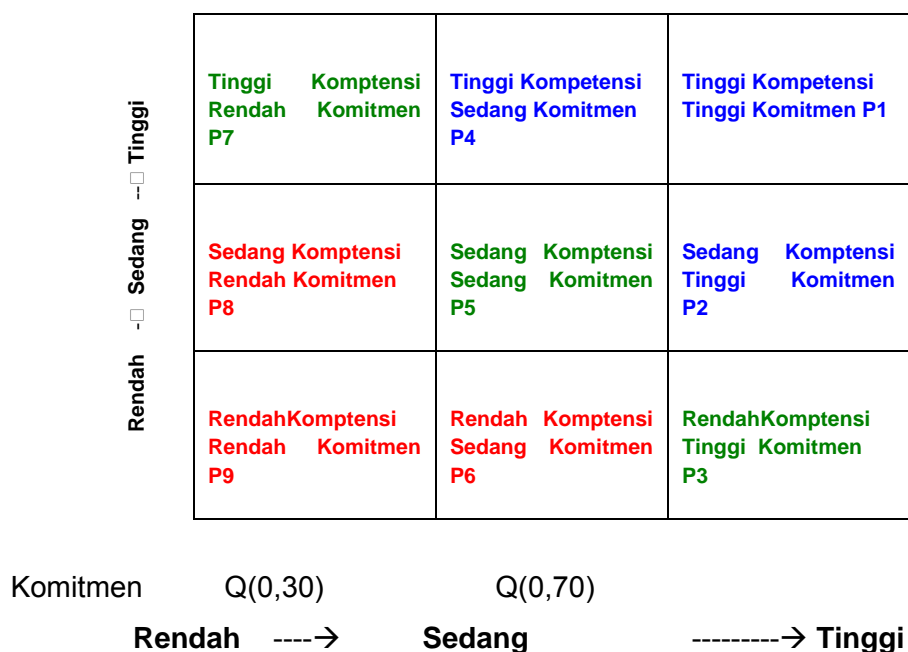 Tinggi Komptensi
Rendah Komitmen
P7
Tinggi Kompetensi
Sedang Komitmen
P4
Tinggi Kompetensi
Tinggi Komitmen P1
Rendah -□ Sedang --□ Tinggi
Sedang Komptensi
Rendah Komitmen
P8
Sedang Komptensi
Sedang Komitmen
P5
Sedang Komptensi
Tinggi Komitmen
P2
RendahKomptensi
Rendah Komitmen
P9
Rendah Komptensi
Sedang Komitmen
P6
RendahKomptensi
Tinggi Komitmen
P3
Komitmen Q(0,30) Q(0,70)
Rendah ----→ Sedang ---------→ Tinggi